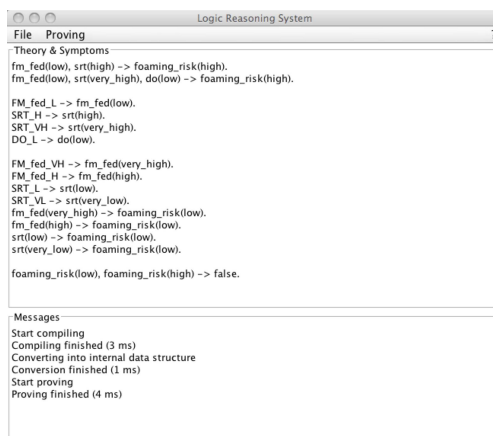 Logic Reasoning System
File Proving
Theory & Symptoms
fm_fed(low), srt(high) -> foaming_risk(high).
fm_fed(low), srt(very_high), do(low) -> foaming_risk(high).
FM_fed_L -> fm_fed(low).
SRT_H -> srt(high).
SRT_VH -> srt(very_high).
DO_L -> do(low).
FM_fed_VH -> fm_fed(very_high).
FM_fed_H -> fm_fed(high).
SRT_L -> srt(low).
SRT_VL -> srt(very_low).
fm_fed(very_high) -> foaming_risk(low).
fm_fed(high) -> foaming_risk(low).
srt(low) -> foaming_risk(low).
srt(very_low) -> foaming_risk(low).
foaming_risk(low), foaming_risk(high) -> false.
Messages
Start compiling
Compiling finished (3 ms)
Converting into internal data structure
Conversion finished (1 ms)
Start proving
Proving finished (4 ms)